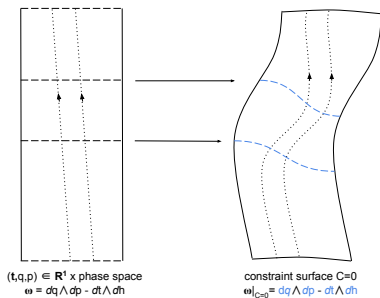 (t,q,p) ∈ R¹ x phase space
ω = dq ∧ dp - dt ∧ dh
constraint surface C=0
ω|C=0= dq ∧ dp - dt ∧ dh